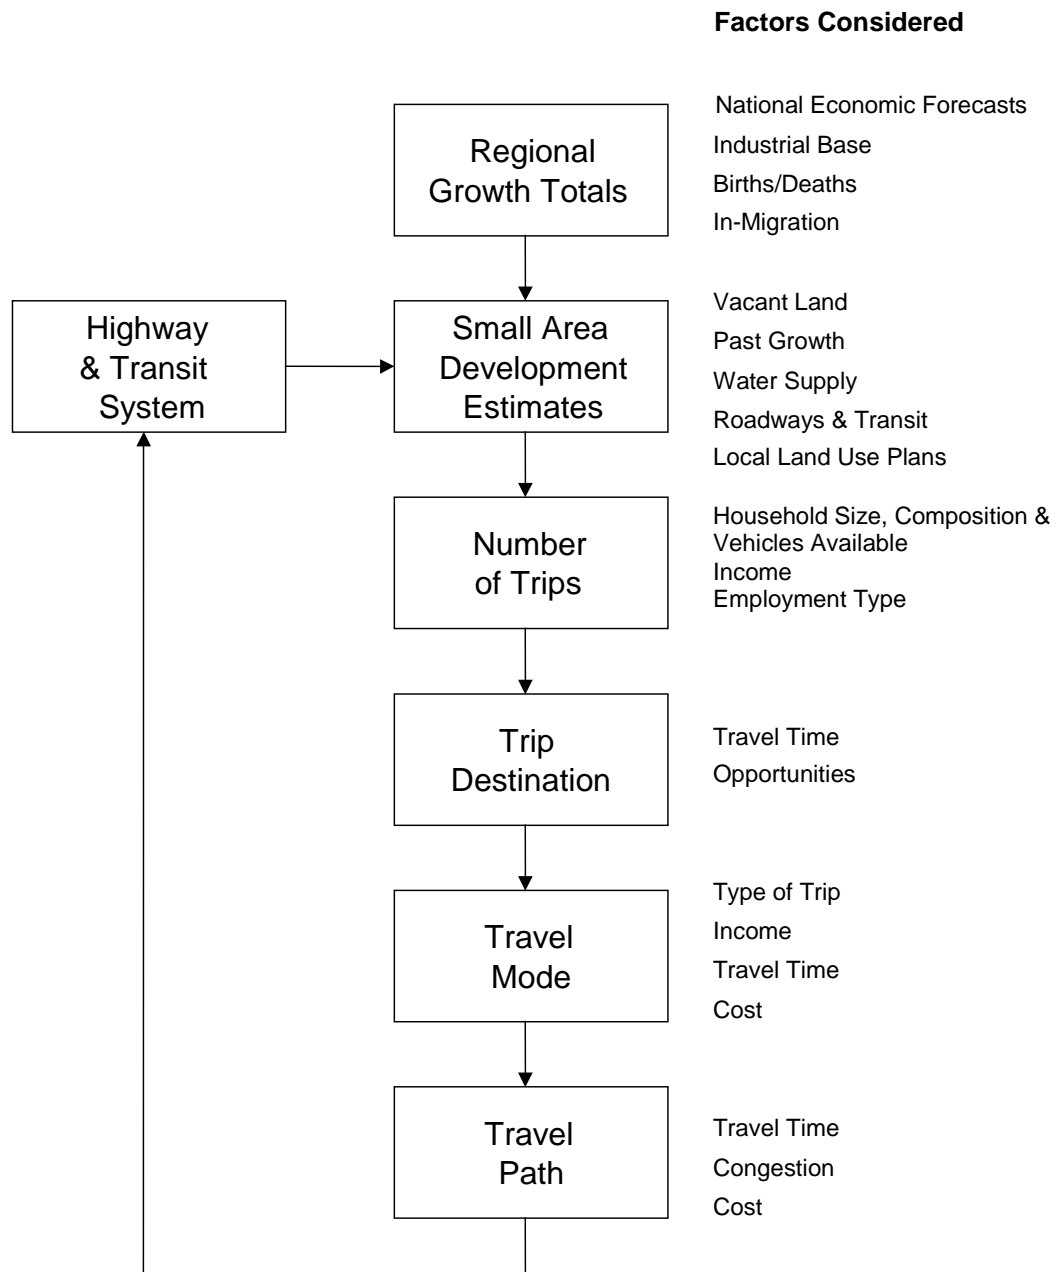 Factors Considered
Regional
Growth Totals
National Economic Forecasts
Industrial Base
Births/Deaths
In-Migration
Highway
& Transit
System
Small Area
Development
Estimates
Vacant Land
Past Growth
Water Supply
Roadways & Transit
Local Land Use Plans
Number
of Trips
Household Size, Composition &
Vehicles Available
Income
Employment Type
Trip
Destination
Travel Time
Opportunities
Travel
Mode
Type of Trip
Income
Travel Time
Cost
Travel
Path
Travel Time
Congestion
Cost